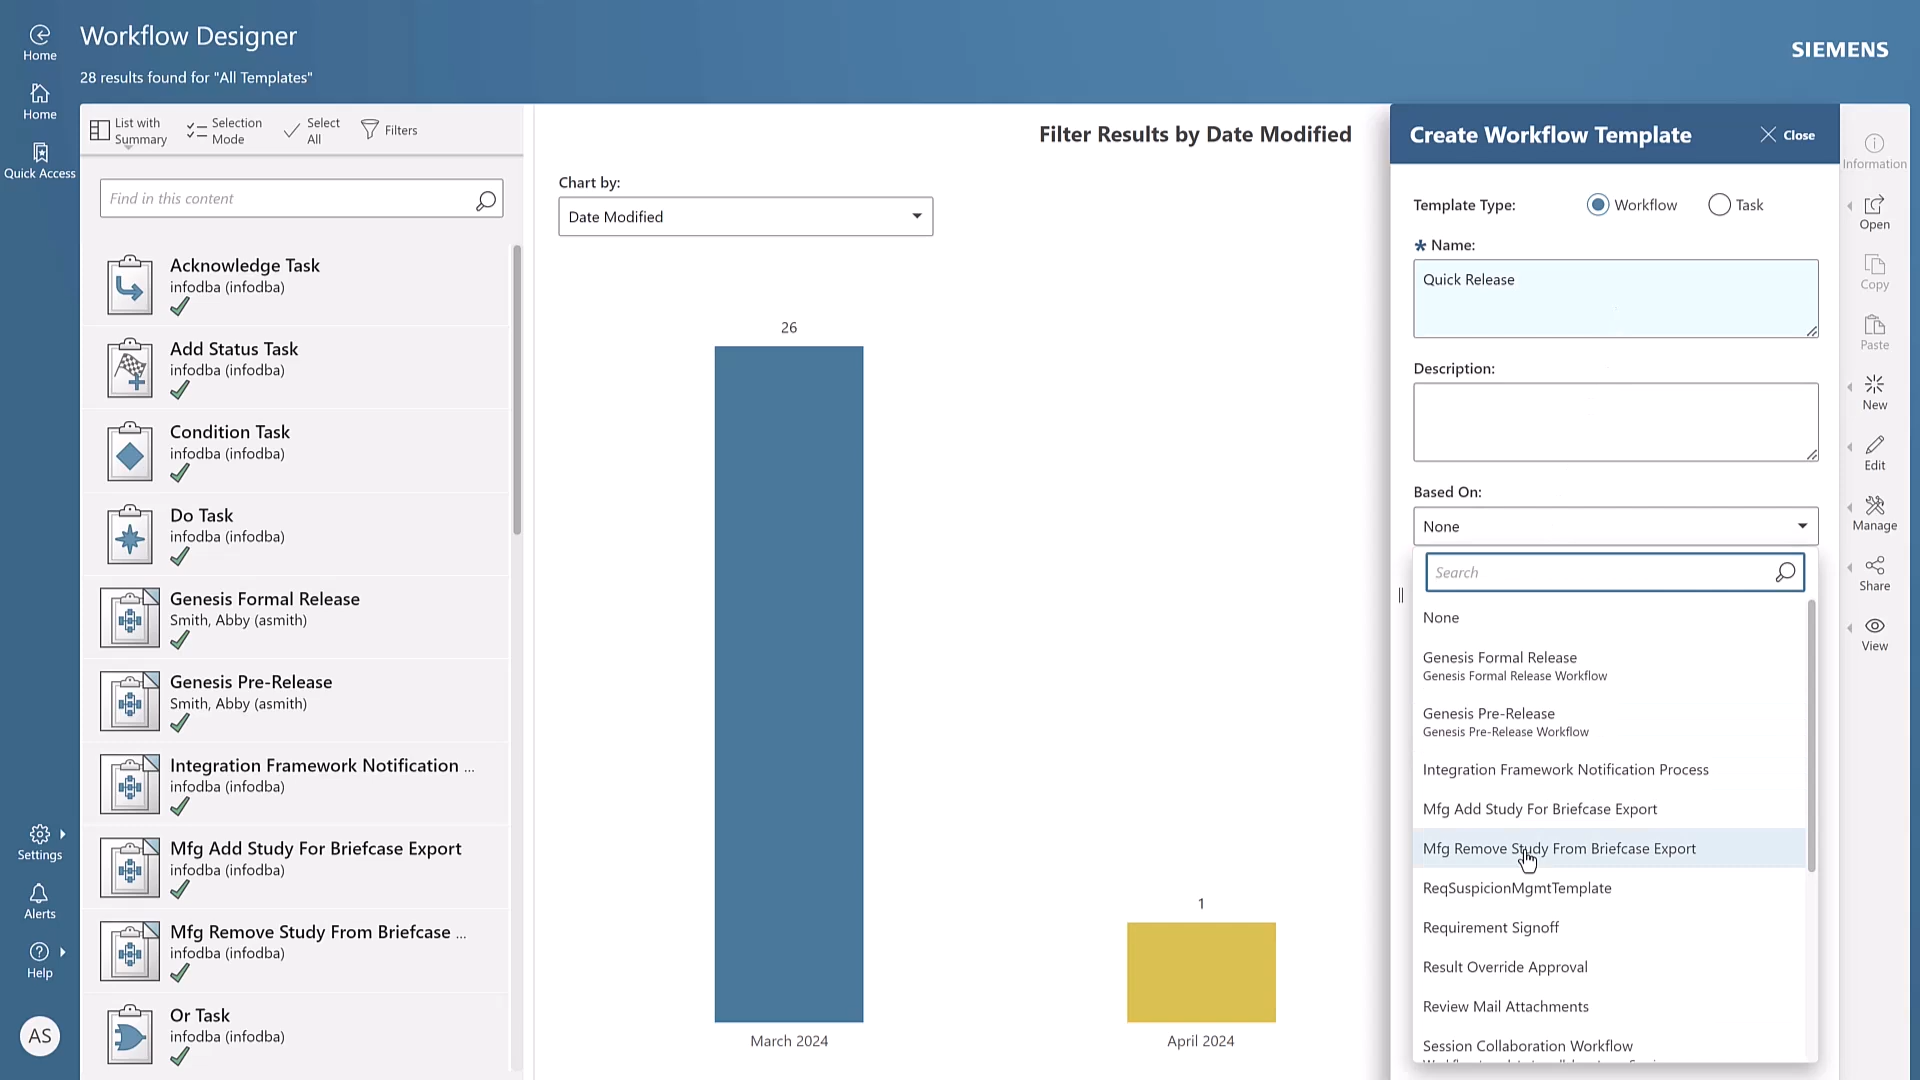 Home
Home
Quick Access
Settings
Alerts
Help
AS
Workflow Designer
28 results found for "All Templates"
SIEMENS
List with
Summary
Selection
Mode
Select
All
Filters
Find in this content
Acknowledge Task
infodba (infodba)
Add Status Task
infodba (infodba)
Condition Task
infodba (infodba)
Do Task
infodba (infodba)
Genesis Formal Release
Smith, Abby (asmith)
Genesis Pre-Release
Smith, Abby (asmith)
Integration Framework Notification ...
infodba (infodba)
Mfg Add Study For Briefcase Export
infodba (infodba)
Mfg Remove Study From Briefcase ...
infodba (infodba)
Or Task
infodba (infodba)
Filter Results by Date Modified
Chart by:
Date Modified
26
1
March 2024
April 2024
Create Workflow Template
Close
Template Type:
Workflow
Task
* Name:
Quick Release
Description:
Based On:
None
Search
None
Genesis Formal Release
Genesis Formal Release Workflow
Genesis Pre-Release
Genesis Pre-Release Workflow
Integration Framework Notification Process
Mfg Add Study For Briefcase Export
Mfg Remove Study From Briefcase Export
ReqSuspicionMgmtTemplate
Requirement Signoff
Result Override Approval
Review Mail Attachments
Session Collaboration Workflow
Information
Open
Copy
Paste
New
Edit
Manage
Share
View